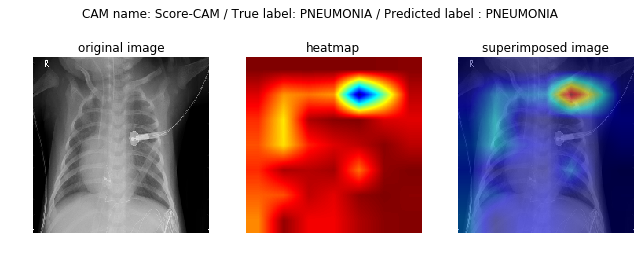 CAM name: Score-CAM / True label: PNEUMONIA / Predicted label : PNEUMONIA
original image
heatmap
superimposed image
R
R